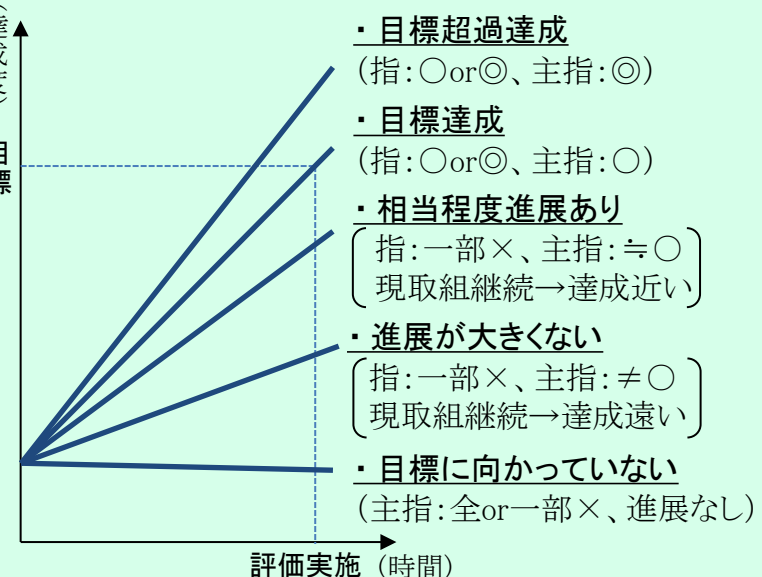 （達成度）
目標
・目標超過達成
（指：○or◎、主指：◎）
・目標達成
（指：○or◎、主指：○）
・相当程度進展あり
指：一部×、主指：≒○
現取組継続→達成近い
・進展が大きくない
指：一部×、主指：≠○
現取組継続→達成遠い
・目標に向かっていない
（主指：全or一部×、進展なし）
評価実施（時間）